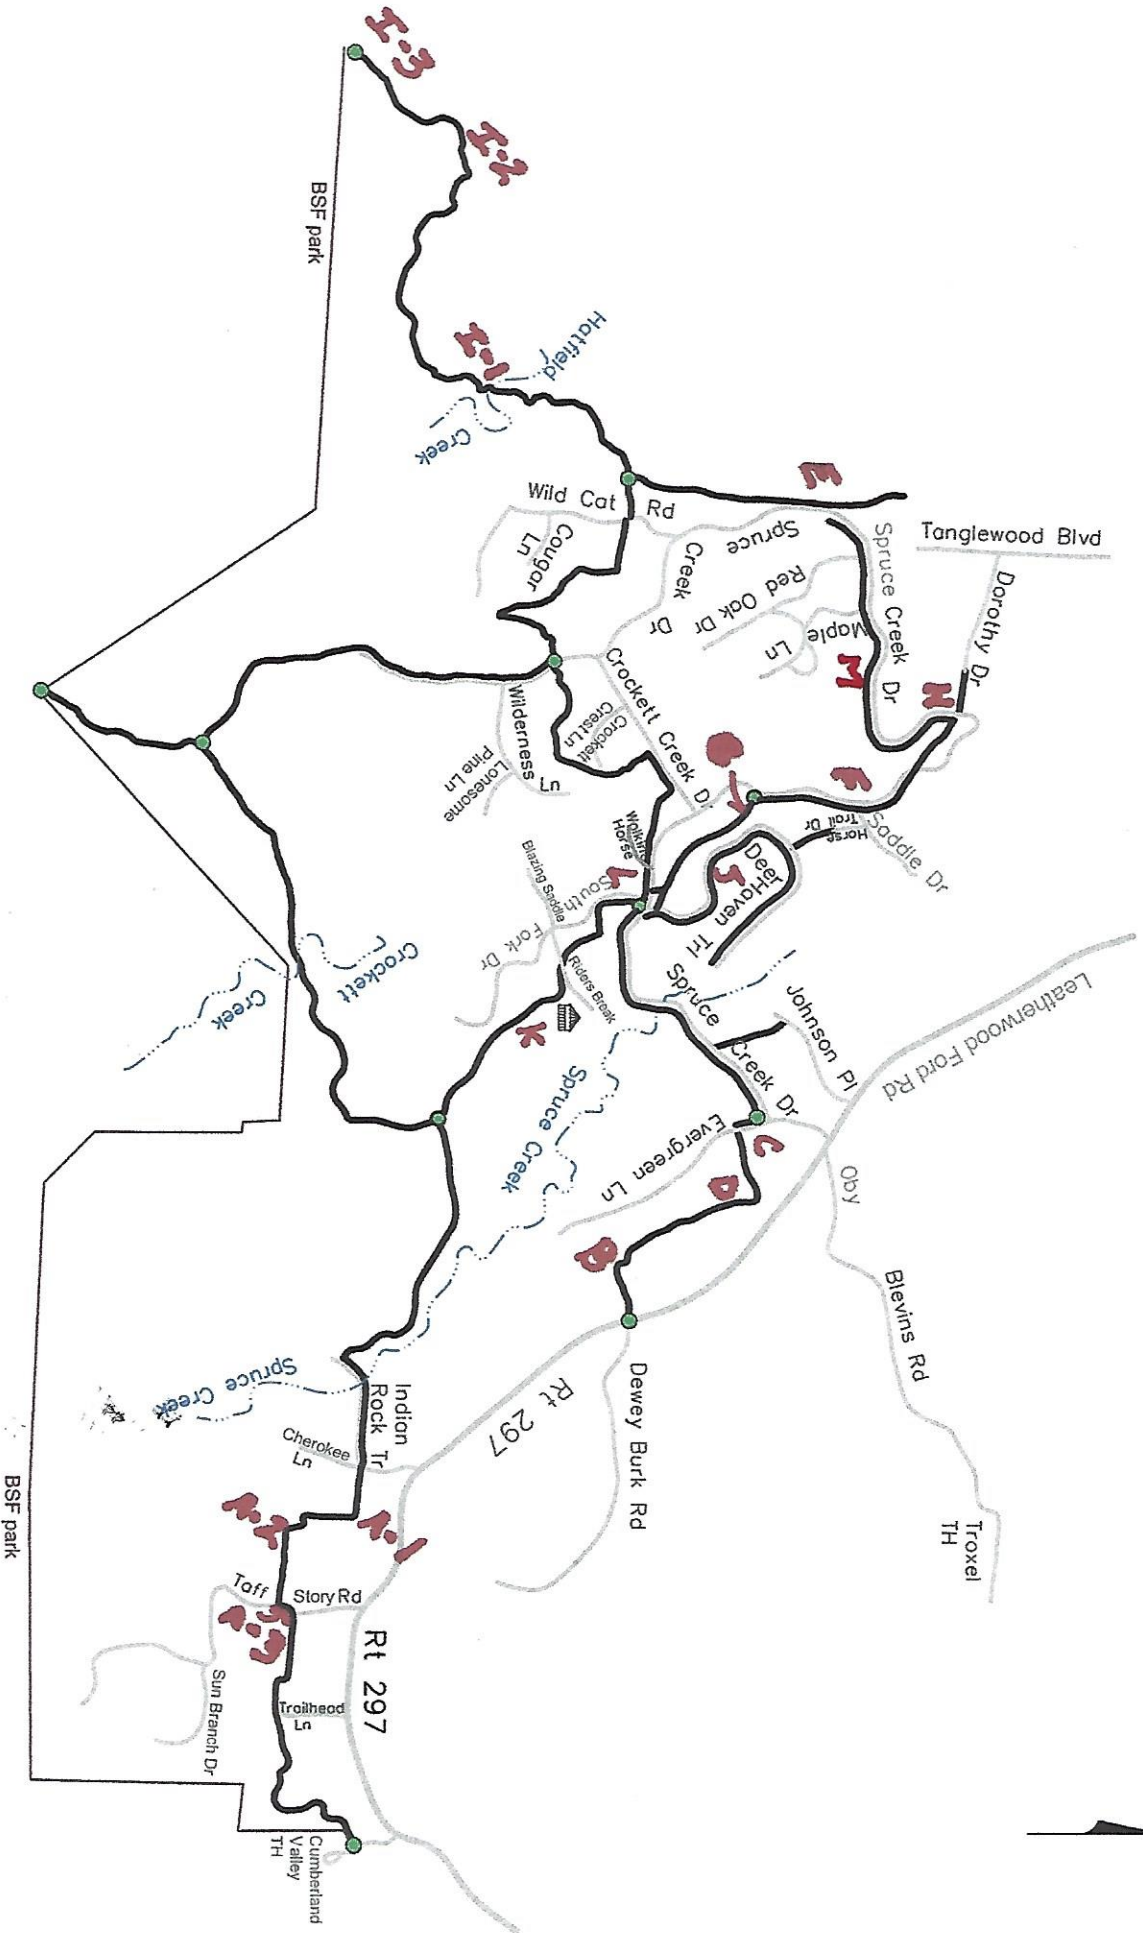 I-3
I-2
BSF park
I-1
Hatfield
Creek
E
Wild Cat Rd
Cougar
Ln
Spruce
Creek
Dr
Spruce Creek Dr
Tanglewood Blvd
Dorothy Dr
Red Oak Dr
Maple
Ln
M
H
Crockett Creek Dr
Crockett
Crest Ln
Wilderness
Ln
Lonesome
Pine Ln
G
F
Saddle Dr
Horse
Trail Dr
Deer Haven Trl
J
Walking
Horse
L
South
Fork Dr
Blazing Saddle
Riders Break
K
Crockett
Creek
Spruce
Creek Dr
Johnson Pl
Leatherwood Ford Rd
Spruce Creek
Evergreen Ln
C
D
B
Oby
Blevins Rd
Troxel
TH
Dewey Burk Rd
Rt 297
Spruce Creek
Indian
Rock Tr
Cherokee
Ln
BSF park
Taff
Story Rd
Rt 297
Sun Branch Dr
Trailhead
Ln
Cumberland
Valley
TH